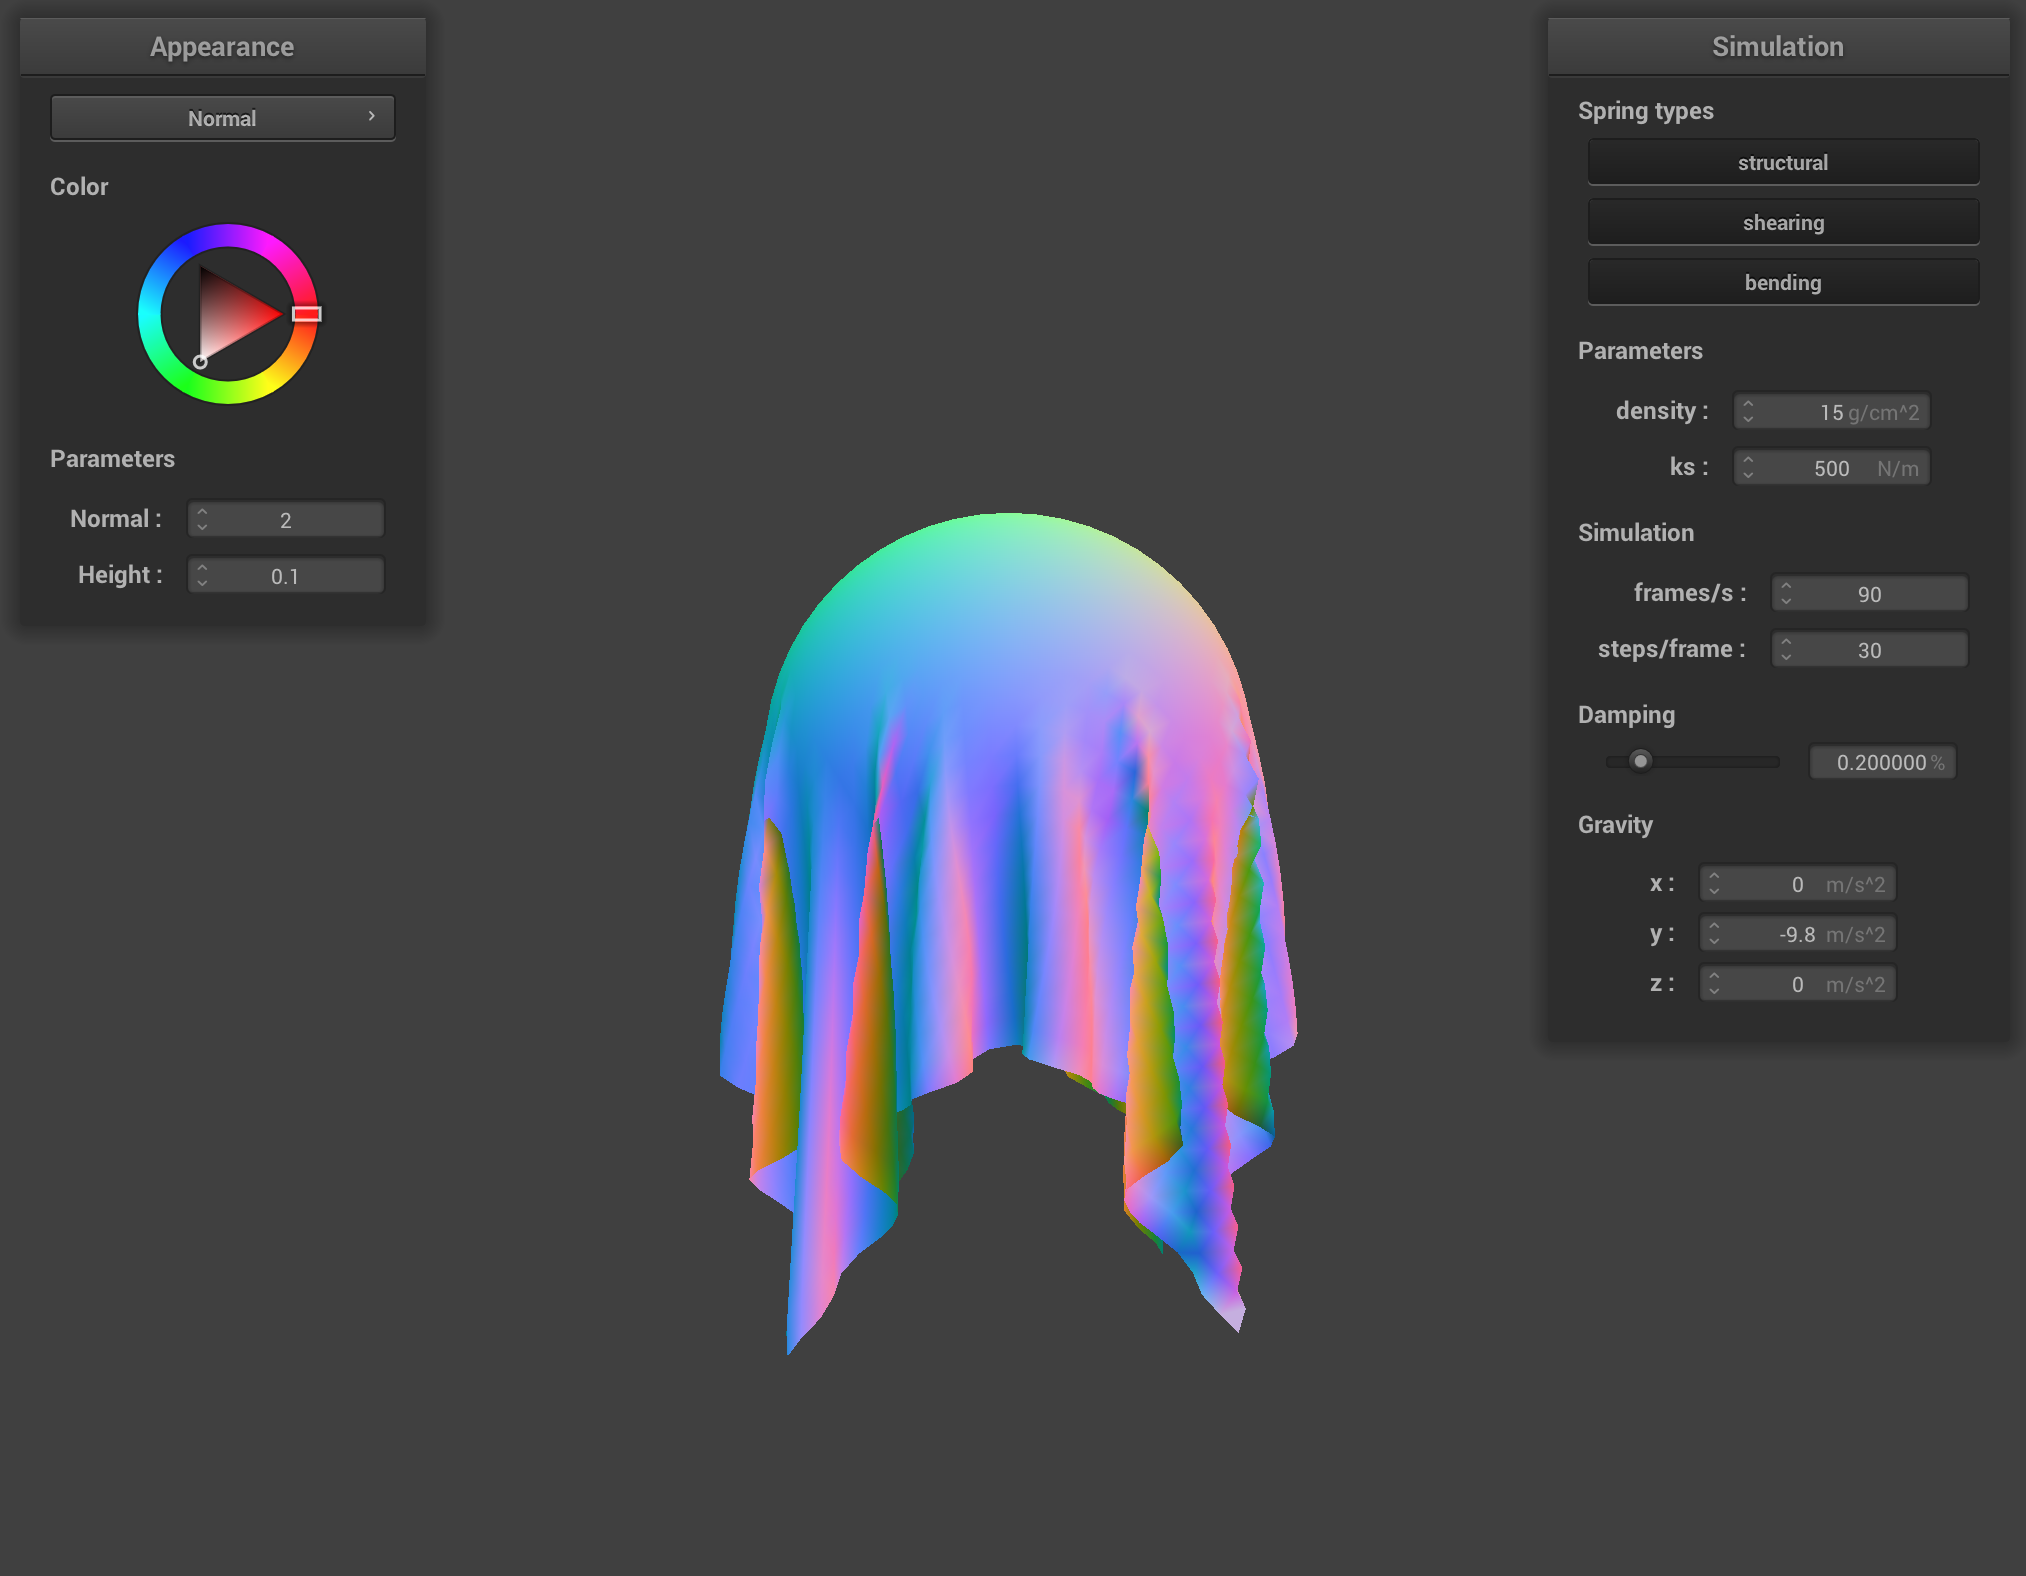 Appearance
Normal
Color
Parameters
Normal : 2
Height : 0.1
Simulation
Spring types
structural
shearing
bending
Parameters
density : 15 g/cm^2
ks : 500 N/m
Simulation
frames/s : 90
steps/frame : 30
Damping
0.200000 %
Gravity
x : 0 m/s^2
y : -9.8 m/s^2
z : 0 m/s^2